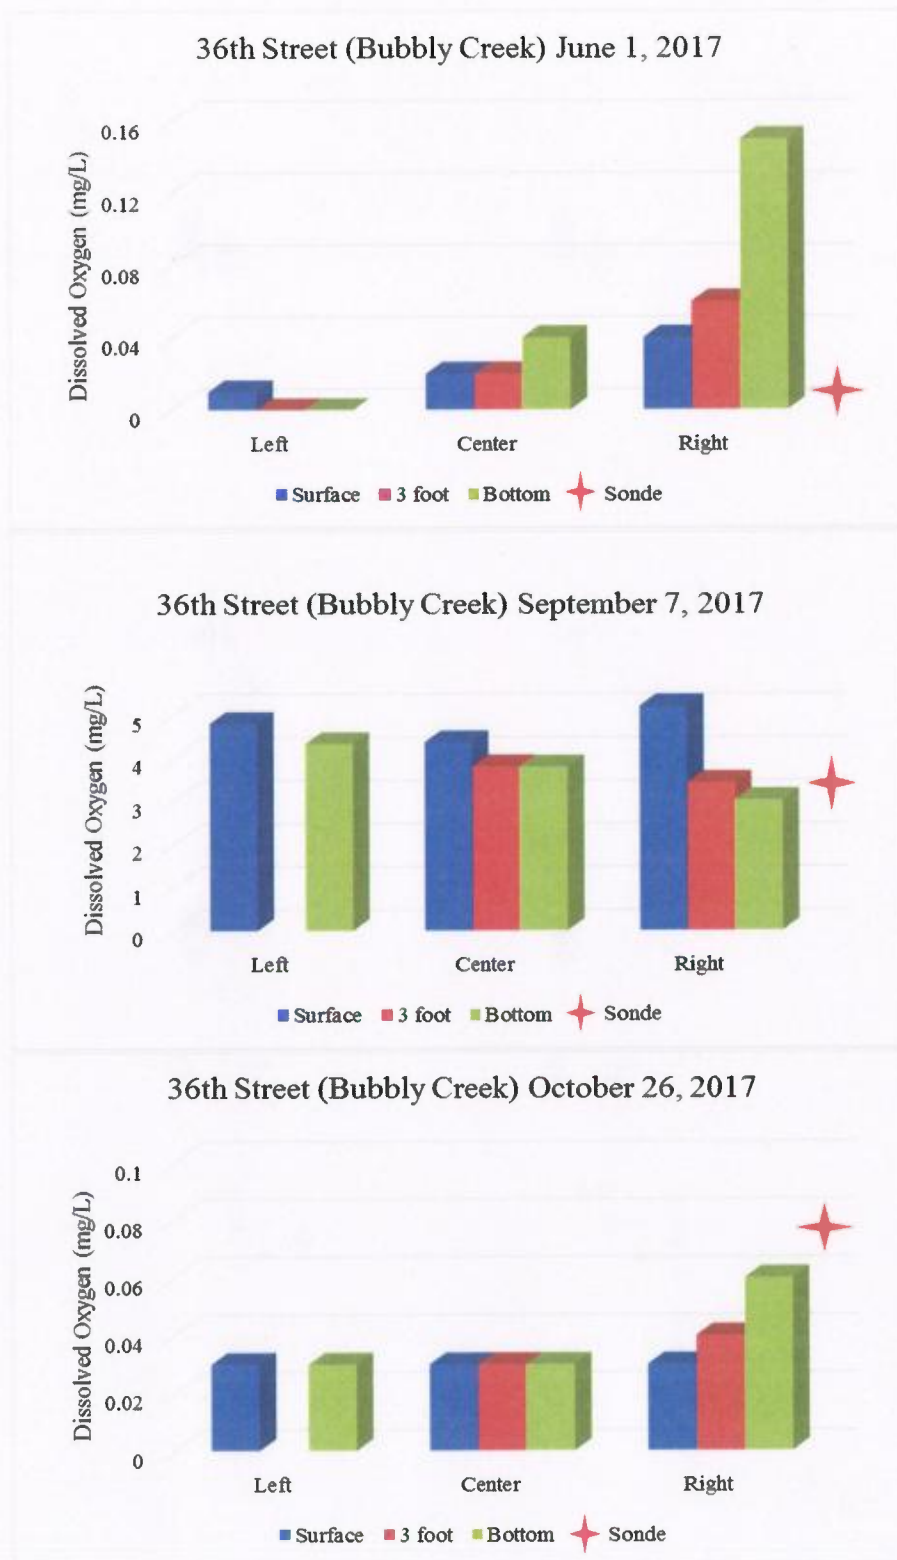 36th Street (Bubbly Creek) June 1, 2017
Dissolved Oxygen (mg/L)
0.16
0.12
0.08
0.04
0
Left Center Right
Surface 3 foot Bottom Sonde
36th Street (Bubbly Creek) September 7, 2017
Dissolved Oxygen (mg/L)
5
4
3
2
1
0
Left Center Right
Surface 3 foot Bottom Sonde
36th Street (Bubbly Creek) October 26, 2017
Dissolved Oxygen (mg/L)
0.1
0.08
0.06
0.04
0.02
0
Left Center Right
Surface 3 foot Bottom Sonde